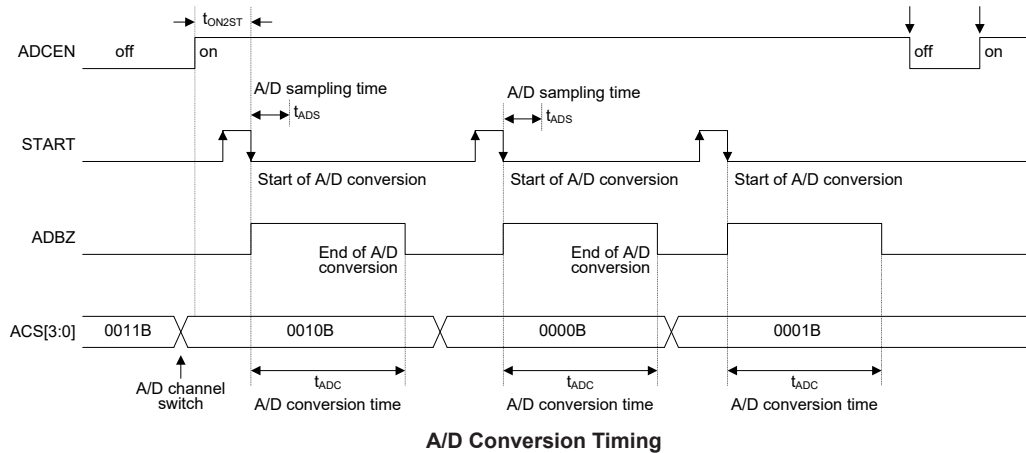 tON2ST
ADCEN off on off on
A/D sampling time A/D sampling time
tADS tADS
START
Start of A/D conversion Start of A/D conversion Start of A/D conversion
ADBZ
End of A/D conversion End of A/D conversion
ACS[3:0] 0011B 0010B 0000B 0001B
A/D channel switch
tADC tADC tADC
A/D conversion time A/D conversion time A/D conversion time
A/D Conversion Timing